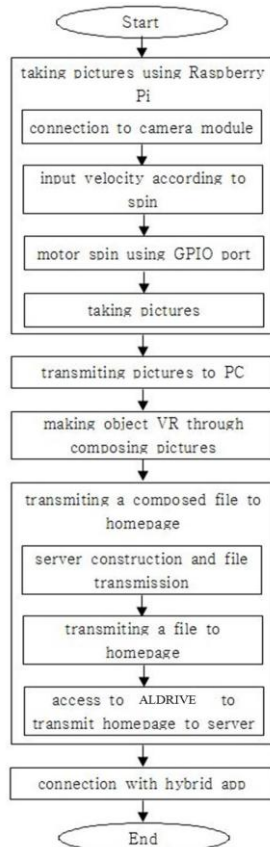 Start
taking pictures using Raspberry
Pi
connection to camera module
input velocity according to
spin
motor spin using GPIO port
taking pictures
transmiting pictures to PC
making object VR through
composing pictures
transmiting a composed file to
homepage
server construction and file
transmission
transmiting a file to
homepage
access to ALDRIVE to
transmit homepage to server
connection with hybrid app
End